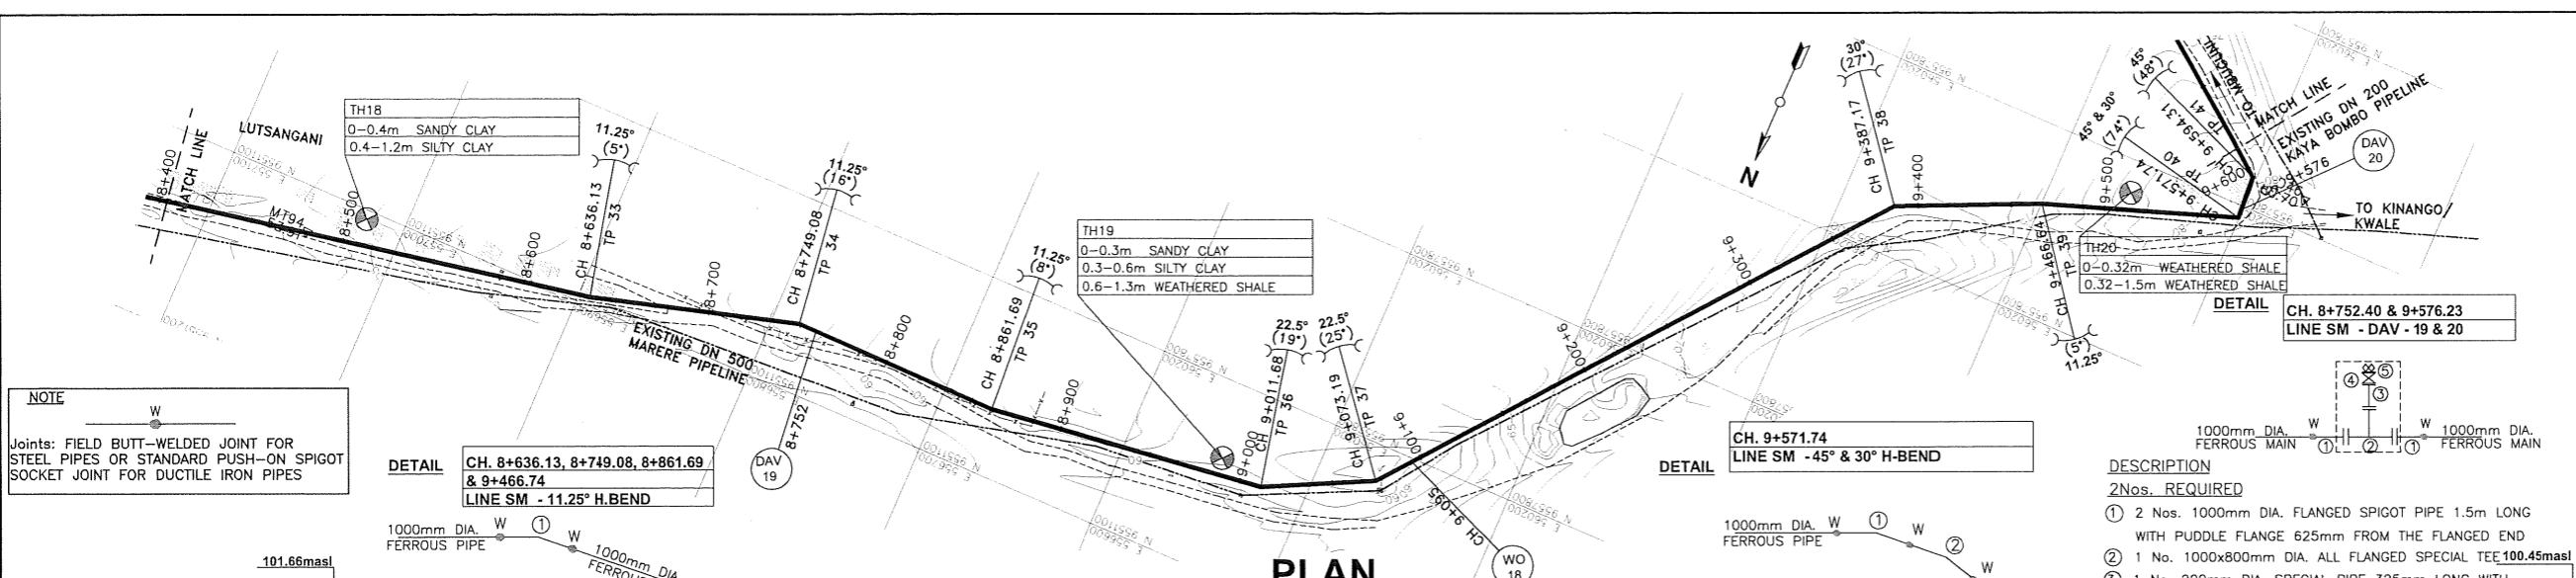 8+400
MATCH LINE
LUTSANGANI
TH18
0-0.4m SANDY CLAY
0.4-1.2m SILTY CLAY
MT94
8+500
8+600
11.25°
(5°)
CH 8+636.13
TP 33
8+700
11.25°
(16°)
CH 8+749.08
TP 34
EXISTING DN 500
MARERE PIPELINE
8+752
DAV
19
8+800
11.25°
(8°)
CH 8+861.69
TP 35
8+900
TH19
0-0.3m SANDY CLAY
0.3-0.6m SILTY CLAY
0.6-1.3m WEATHERED SHALE
9+000
22.5°
(19°)
CH 9+011.68
TP 36
22.5°
(25°)
CH 9+073.19
TP 37
9+100
CH 9+095
WO
18
9+200
9+300
N
30°
(27°)
CH 9+387.17
TP 38
9+400
CH 9+466.64
TP 39
(5°)
11.25°
9+500
45° & 30°
(74°)
CH 9+571.74
TP 40
45°
(48°)
CH 9+594.31
TP 41
9+600
MATCH LINE
EXISTING DN 200
KAYA BOMBO PIPELINE
DAV
20
TO KINANGO/
KWALE
TH20
0-0.32m WEATHERED SHALE
0.32-1.5m WEATHERED SHALE
DETAIL
CH. 8+752.40 & 9+576.23
LINE SM - DAV - 19 & 20
NOTE
W
Joints: FIELD BUTT-WELDED JOINT FOR
STEEL PIPES OR STANDARD PUSH-ON SPIGOT
SOCKET JOINT FOR DUCTILE IRON PIPES
DETAIL
CH. 8+636.13, 8+749.08, 8+861.69
& 9+466.74
LINE SM - 11.25° H.BEND
1000mm DIA. W ①
FERROUS PIPE
W
1000mm DIA.
101.66masl
PLAN
DETAIL
CH. 9+571.74
LINE SM - 45° & 30° H-BEND
1000mm DIA. W ① W
FERROUS PIPE
②
W
④ ⑤
③
1000mm DIA. W W 1000mm DIA.
FERROUS MAIN ① ② ① FERROUS MAIN
DESCRIPTION
2Nos. REQUIRED
① 2 Nos. 1000mm DIA. FLANGED SPIGOT PIPE 1.5m LONG
WITH PUDDLE FLANGE 625mm FROM THE FLANGED END
② 1 No. 1000x800mm DIA. ALL FLANGED SPECIAL TEE
100.45masl